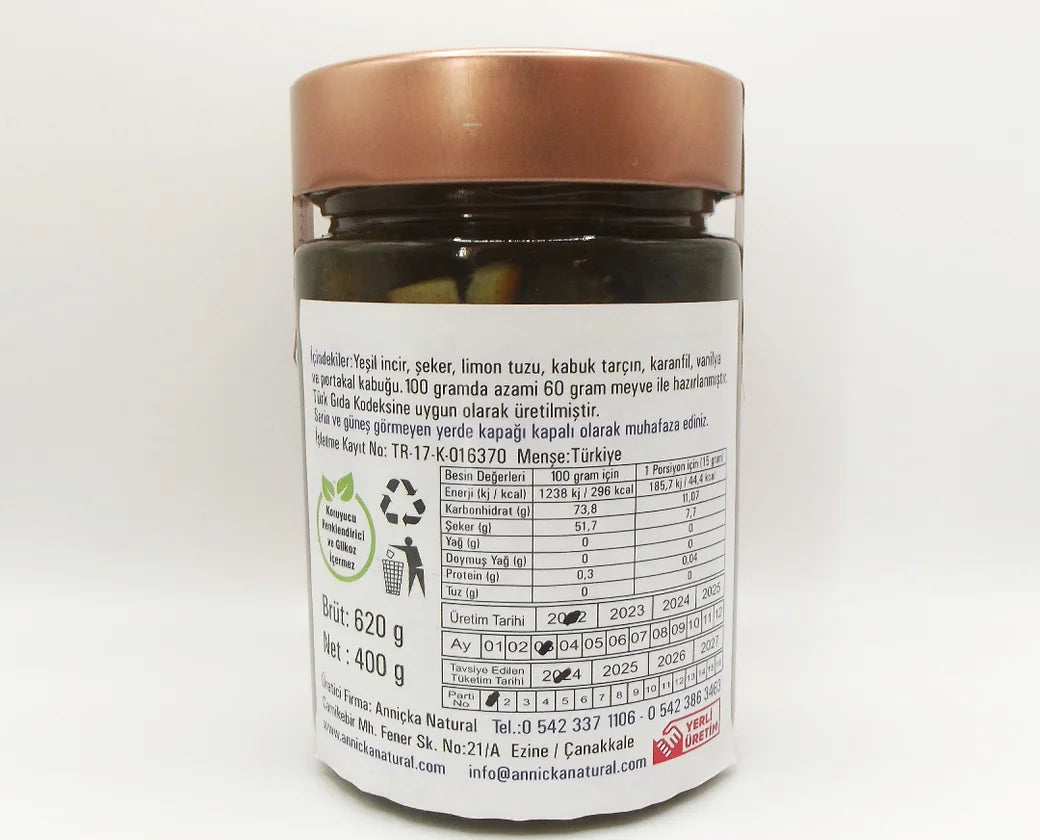 İçindekiler: Yeşil incir, şeker, limon tuzu, kabuk tarçın, karanfil, vanilya
ve portakal kabuğu. 100 gramda azami 60 gram meyve ile hazırlanmıştır.
Türk Gıda Kodeksine uygun olarak üretilmiştir.
Serin ve güneş görmeyen yerde kapağı kapalı olarak muhafaza ediniz.
İşletme Kayıt No: TR-17-K-016370 Menşe:Türkiye
Koruyucu
Renklendirici
ve Glikoz
içermez
Brüt: 620 g
Net : 400 g
Besin Değerleri 100 gram için 1 Porsiyon için (15 gram)
Enerji (kj / kcal) 1238 kj / 296 kcal 185,7 kj / 44,4 kcal
Karbonhidrat (g) 73,8 11,07
Şeker (g) 51,7 7,7
Yağ (g) 0 0
Doymuş Yağ (g) 0 0
Protein (g) 0,3 0,04
Tuz (g) 0 0
Üretim Tarihi 2022 2023 2024 2025
Ay 01 02 03 04 05 06 07 08 09 10 11 12
Tavsiye Edilen Tüketim Tarihi 2024 2025 2026 2027
Parti No 2 3 4 5 6 7 8 9 10 11 12 13 14 15 16
Üretici Firma: Anniçka Natural Tel.:0 542 337 1106 - 0 542 386 3463
Camikebir Mh. Fener Sk. No:21/A Ezine / Çanakkale
www.annickanatural.com info@annickanatural.com
YERLİ
ÜRETİM